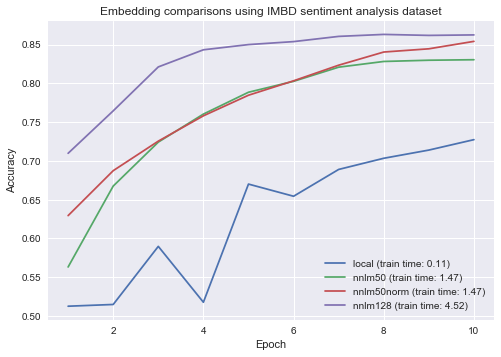 Embedding comparisons using IMBD sentiment analysis dataset
0.85
0.80
0.75
0.70
0.65
0.60
0.55
0.50
Accuracy
local (train time: 0.11)
nnlm50 (train time: 1.47)
nnlm50norm (train time: 1.47)
nnlm128 (train time: 4.52)
2 4 6 8 10
Epoch